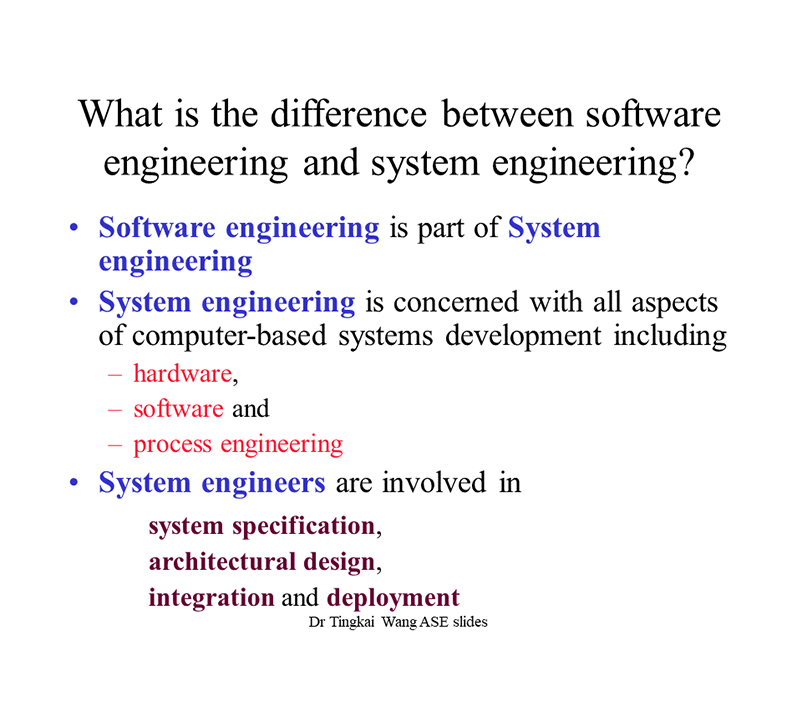 What is the difference between software
engineering and system engineering?
• Software engineering is part of System
engineering
• System engineering is concerned with all aspects
of computer-based systems development including
– hardware,
– software and
– process engineering
• System engineers are involved in
system specification,
architectural design,
integration and deployment
Dr Tingkai Wang ASE slides